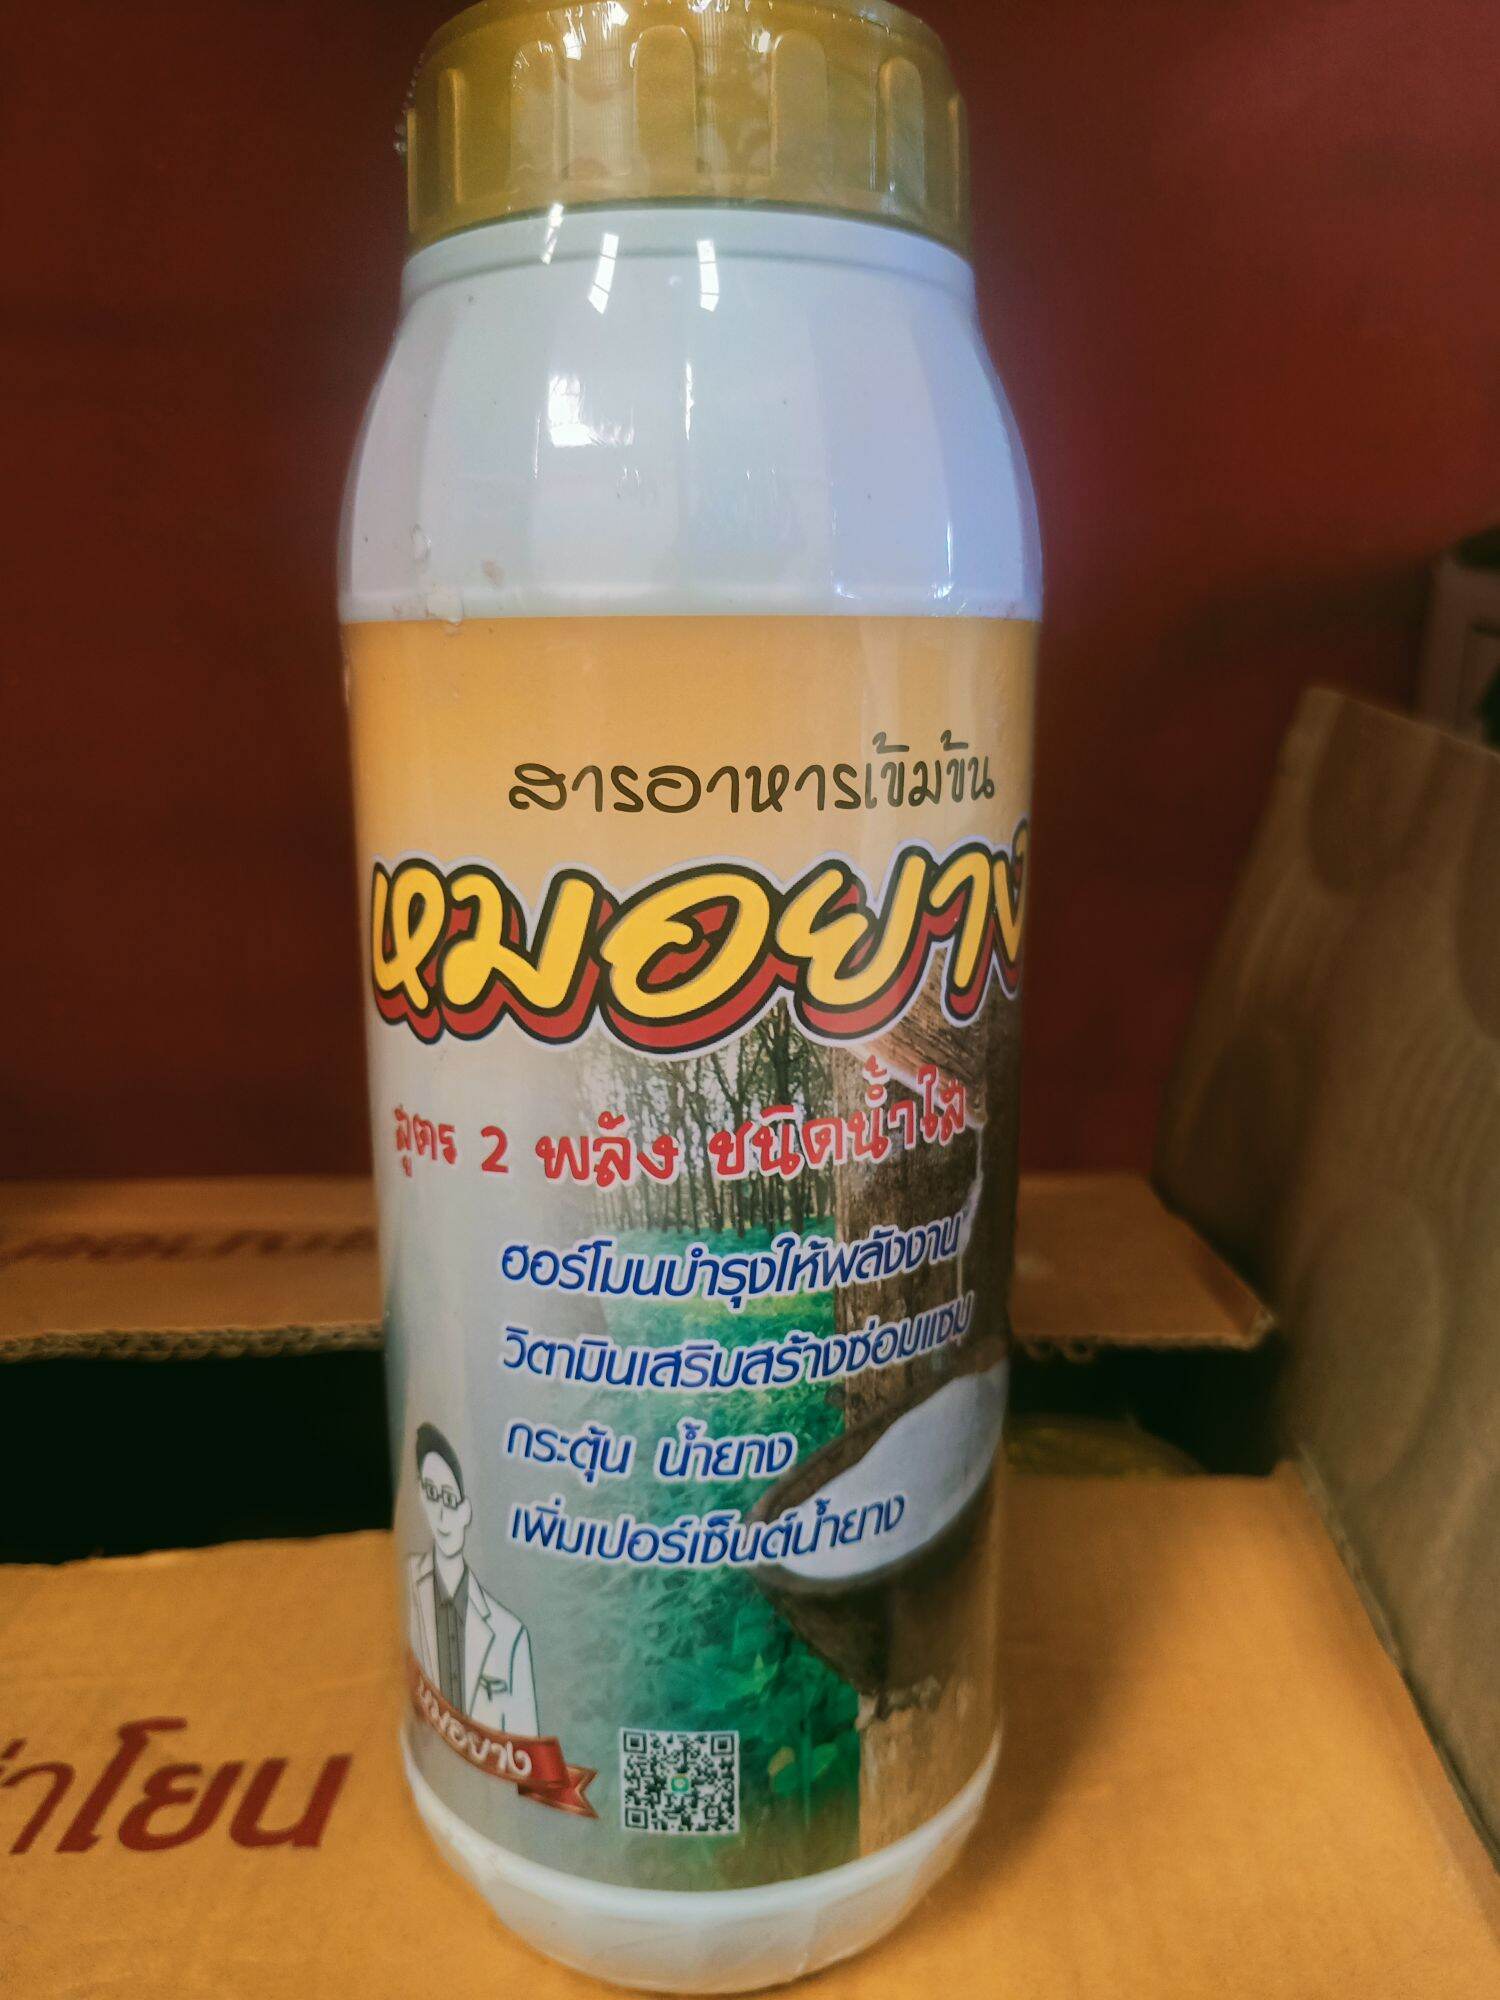 สารอาหารเข้มข้น
หมอยาง
สูตร 2 พลัง ชนิดน้ำใส
ฮอร์โมนบำรุงให้พลังงาน
วิตามินเสริมสร้างซ่อมแซม
กระตุ้น น้ำยาง
เพิ่มเปอร์เซ็นต์น้ำยาง
หมอยาง